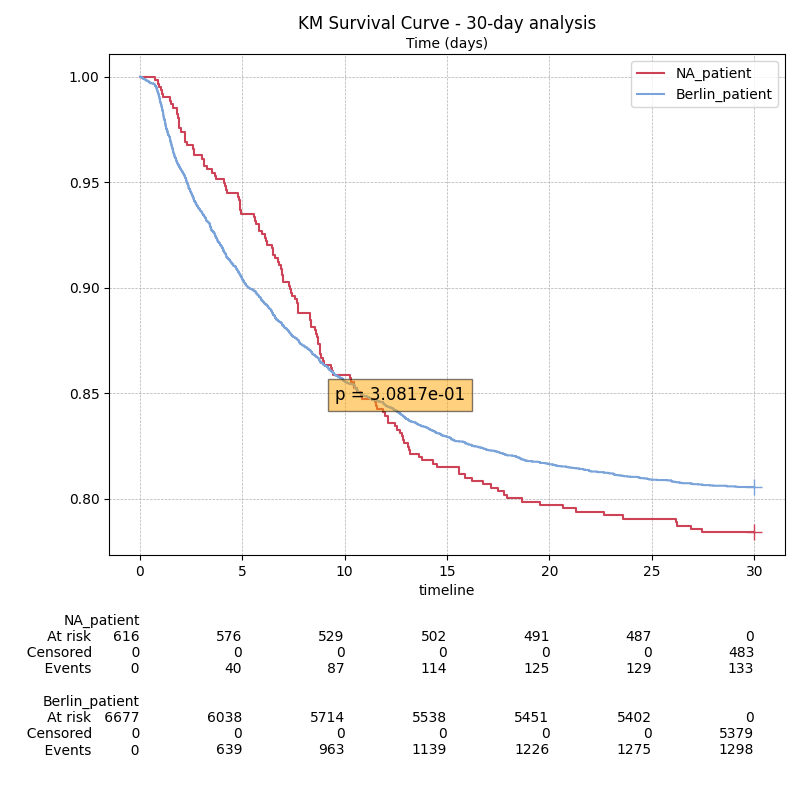 KM Survival Curve - 30-day analysis
Time (days)
NA_patient
Berlin_patient
1.00
0.95
0.90
0.85
0.80
p = 3.0817e-01
0 5 10 15 20 25 30
timeline
NA_patient
At risk 616 576 529 502 491 487 0
Censored 0 0 0 0 0 0 483
Events 0 40 87 114 125 129 133
Berlin_patient
At risk 6677 6038 5714 5538 5451 5402 0
Censored 0 0 0 0 0 0 5379
Events 0 639 963 1139 1226 1275 1298